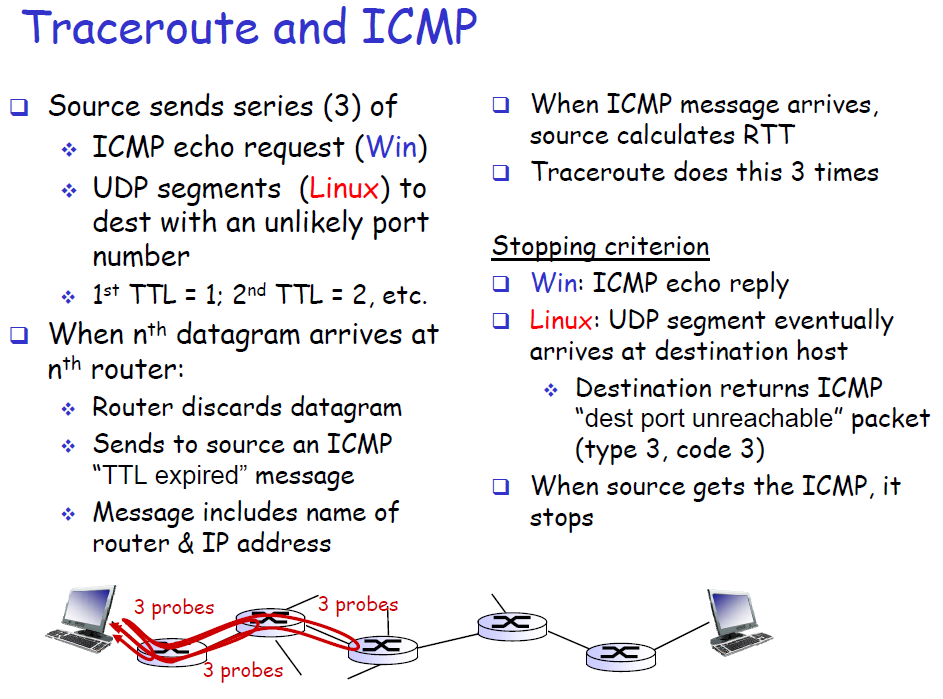 Traceroute and ICMP
Source sends series (3) of
ICMP echo request (Win)
UDP segments (Linux) to
dest with an unlikely port
number
1st TTL = 1; 2nd TTL = 2, etc.
When nth datagram arrives at
nth router:
Router discards datagram
Sends to source an ICMP
“TTL expired” message
Message includes name of
router & IP address
When ICMP message arrives,
source calculates RTT
Traceroute does this 3 times
Stopping criterion
Win: ICMP echo reply
Linux: UDP segment eventually
arrives at destination host
Destination returns ICMP
“dest port unreachable” packet
(type 3, code 3)
When source gets the ICMP, it
stops
3 probes
3 probes
3 probes